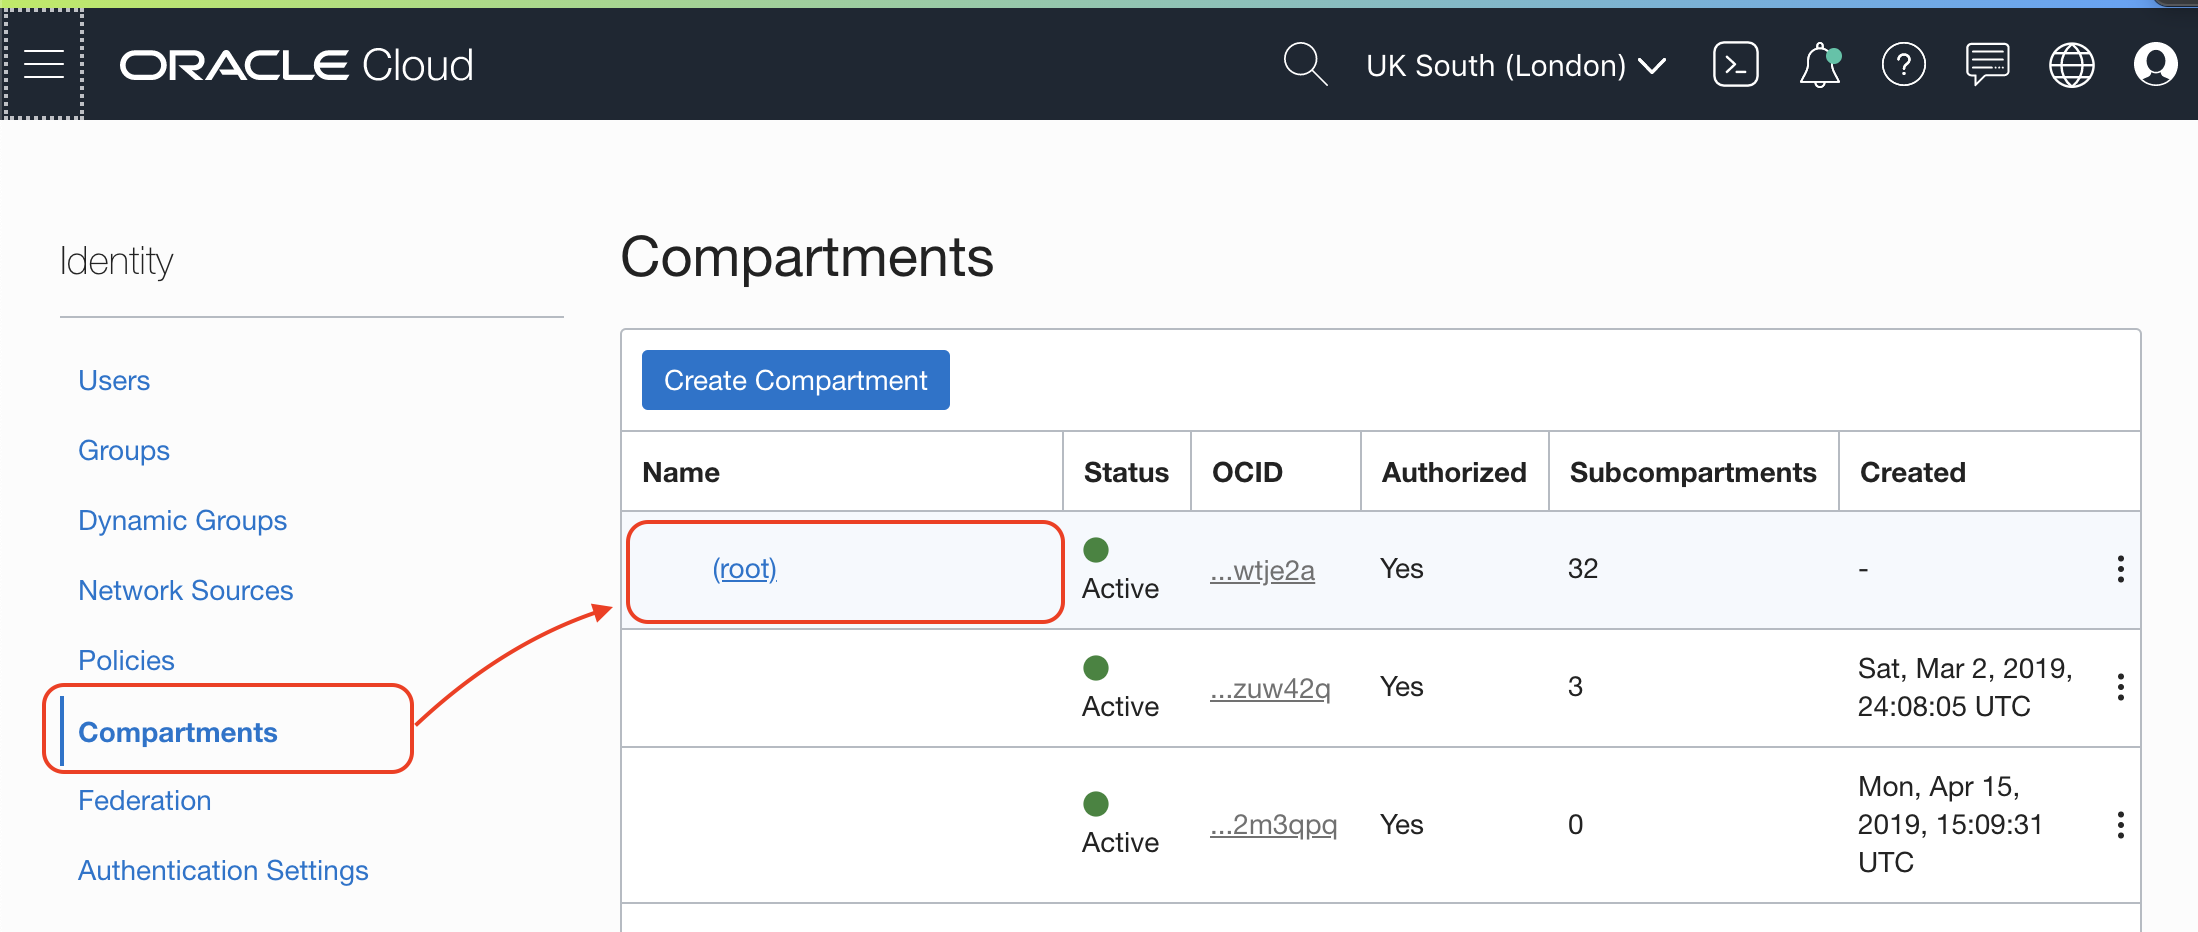 ORACLE Cloud
UK South (London)
Identity
Users
Groups
Dynamic Groups
Network Sources
Policies
Compartments
Federation
Authentication Settings
Compartments
Create Compartment
Name Status OCID Authorized Subcompartments Created
(root) Active ...wtje2a Yes 32 -
Active ...zuw42q Yes 3 Sat, Mar 2, 2019,
24:08:05 UTC
Active ...2m3qpq Yes 0 Mon, Apr 15,
2019, 15:09:31
UTC